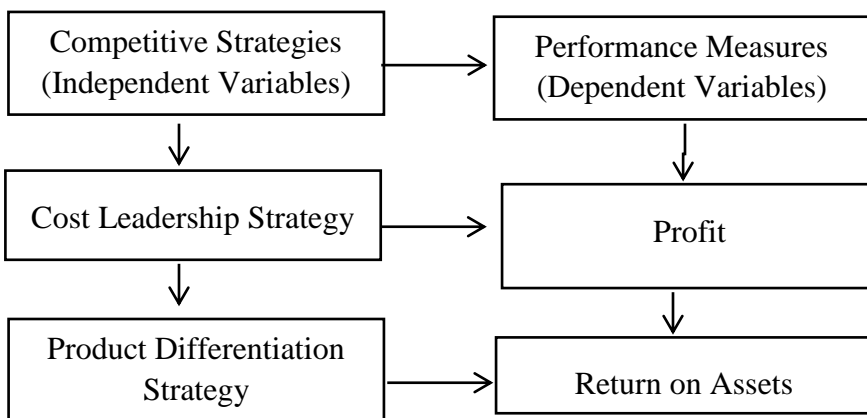 Competitive Strategies
(Independent Variables)
Performance Measures
(Dependent Variables)
Cost Leadership Strategy
Profit
Product Differentiation
Strategy
Return on Assets